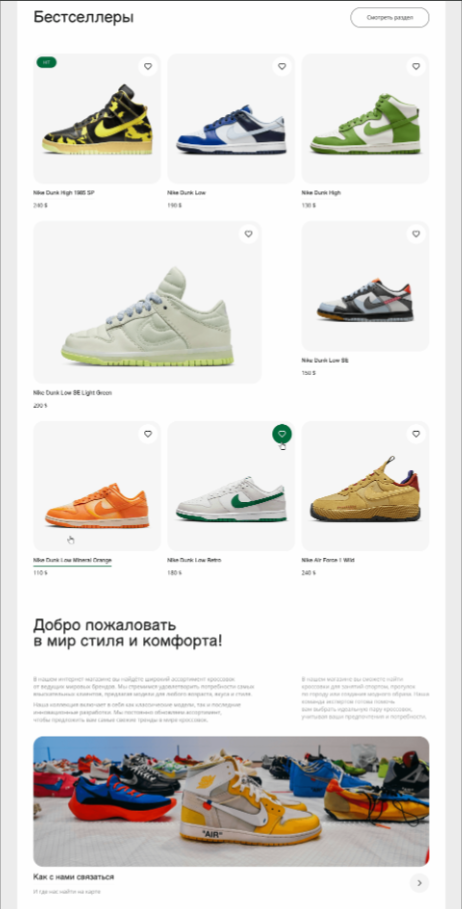 Бестселлеры
Смотреть раздел
Nike Dunk High 1985 SP
Nike Dunk Low
Nike Dunk High
190 $
130 $
Nike Dunk Low SE
150 $
Nike Dunk Low SE Light Green
Nike Dunk Low Mineral Orange
Nike Dunk Low Retro
Nike Air Force 1 Wild
110 $
180 $
240 $
Добро пожаловать
в мир стиля и комфорта!
В нашем интернет-магазине вы найдёте широкий ассортимент кроссовок
от ведущих мировых брендов. Мы стремимся удовлетворить потребности самых
взыскательных клиентов, предлагая модели для любого возраста, вкуса и стиля.
Наша коллекция включает в себя как классические модели, так и последние
инновационные разработки. Мы постоянно обновляем ассортимент,
чтобы предложить вам самые свежие тренды в мире кроссовок.
В нашем магазине вы сможете найти
кроссовки для занятий спортом, прогулок
по городу или создания модного образа. Наша
команда экспертов готова помочь
вам выбрать идеальную пару кроссовок,
учитывая ваши предпочтения и потребности.
"AIR"
Как с нами связаться
И где нас найти на карте